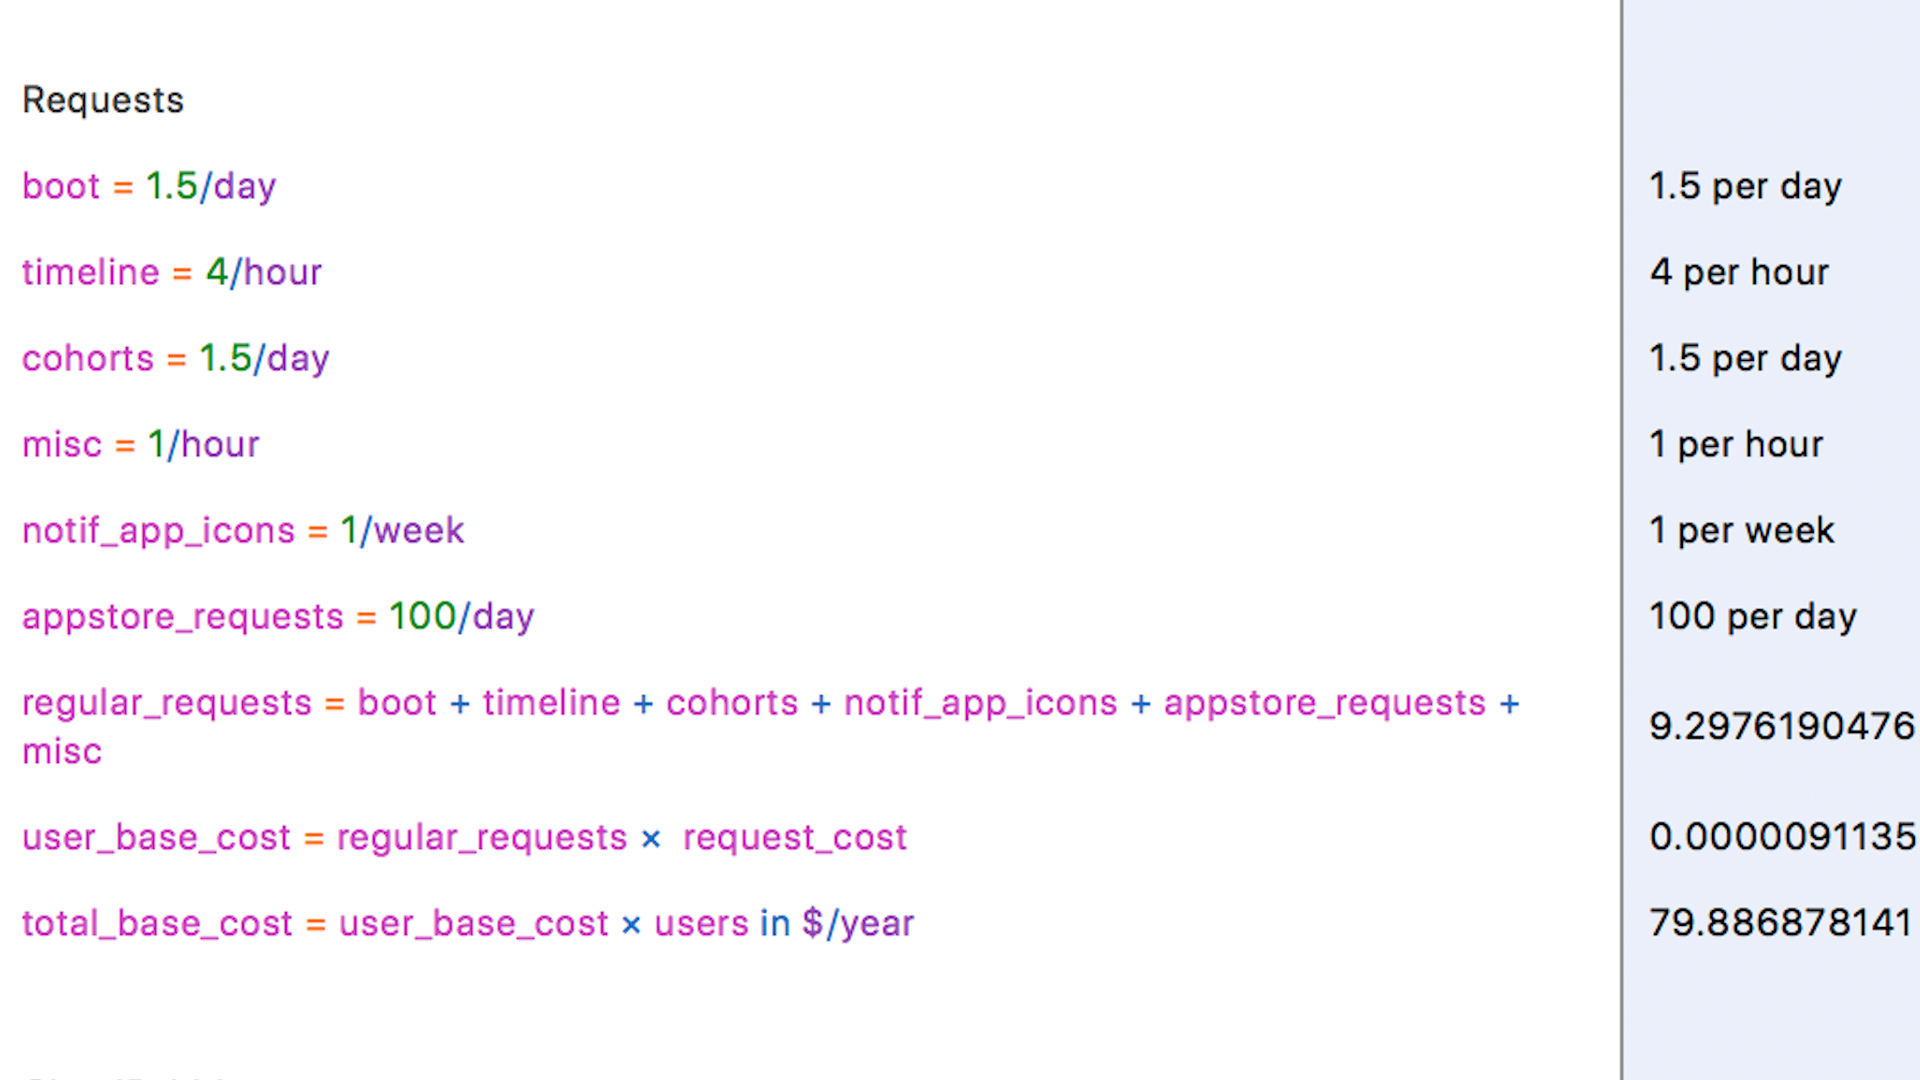 Requests
boot = 1.5/day 1.5 per day
timeline = 4/hour 4 per hour
cohorts = 1.5/day 1.5 per day
misc = 1/hour 1 per hour
notif_app_icons = 1/week 1 per week
appstore_requests = 100/day 100 per day
regular_requests = boot + timeline + cohorts + notif_app_icons + appstore_requests +
misc 9.2976190476
user_base_cost = regular_requests × request_cost 0.0000091135
total_base_cost = user_base_cost × users in $/year 79.886878141